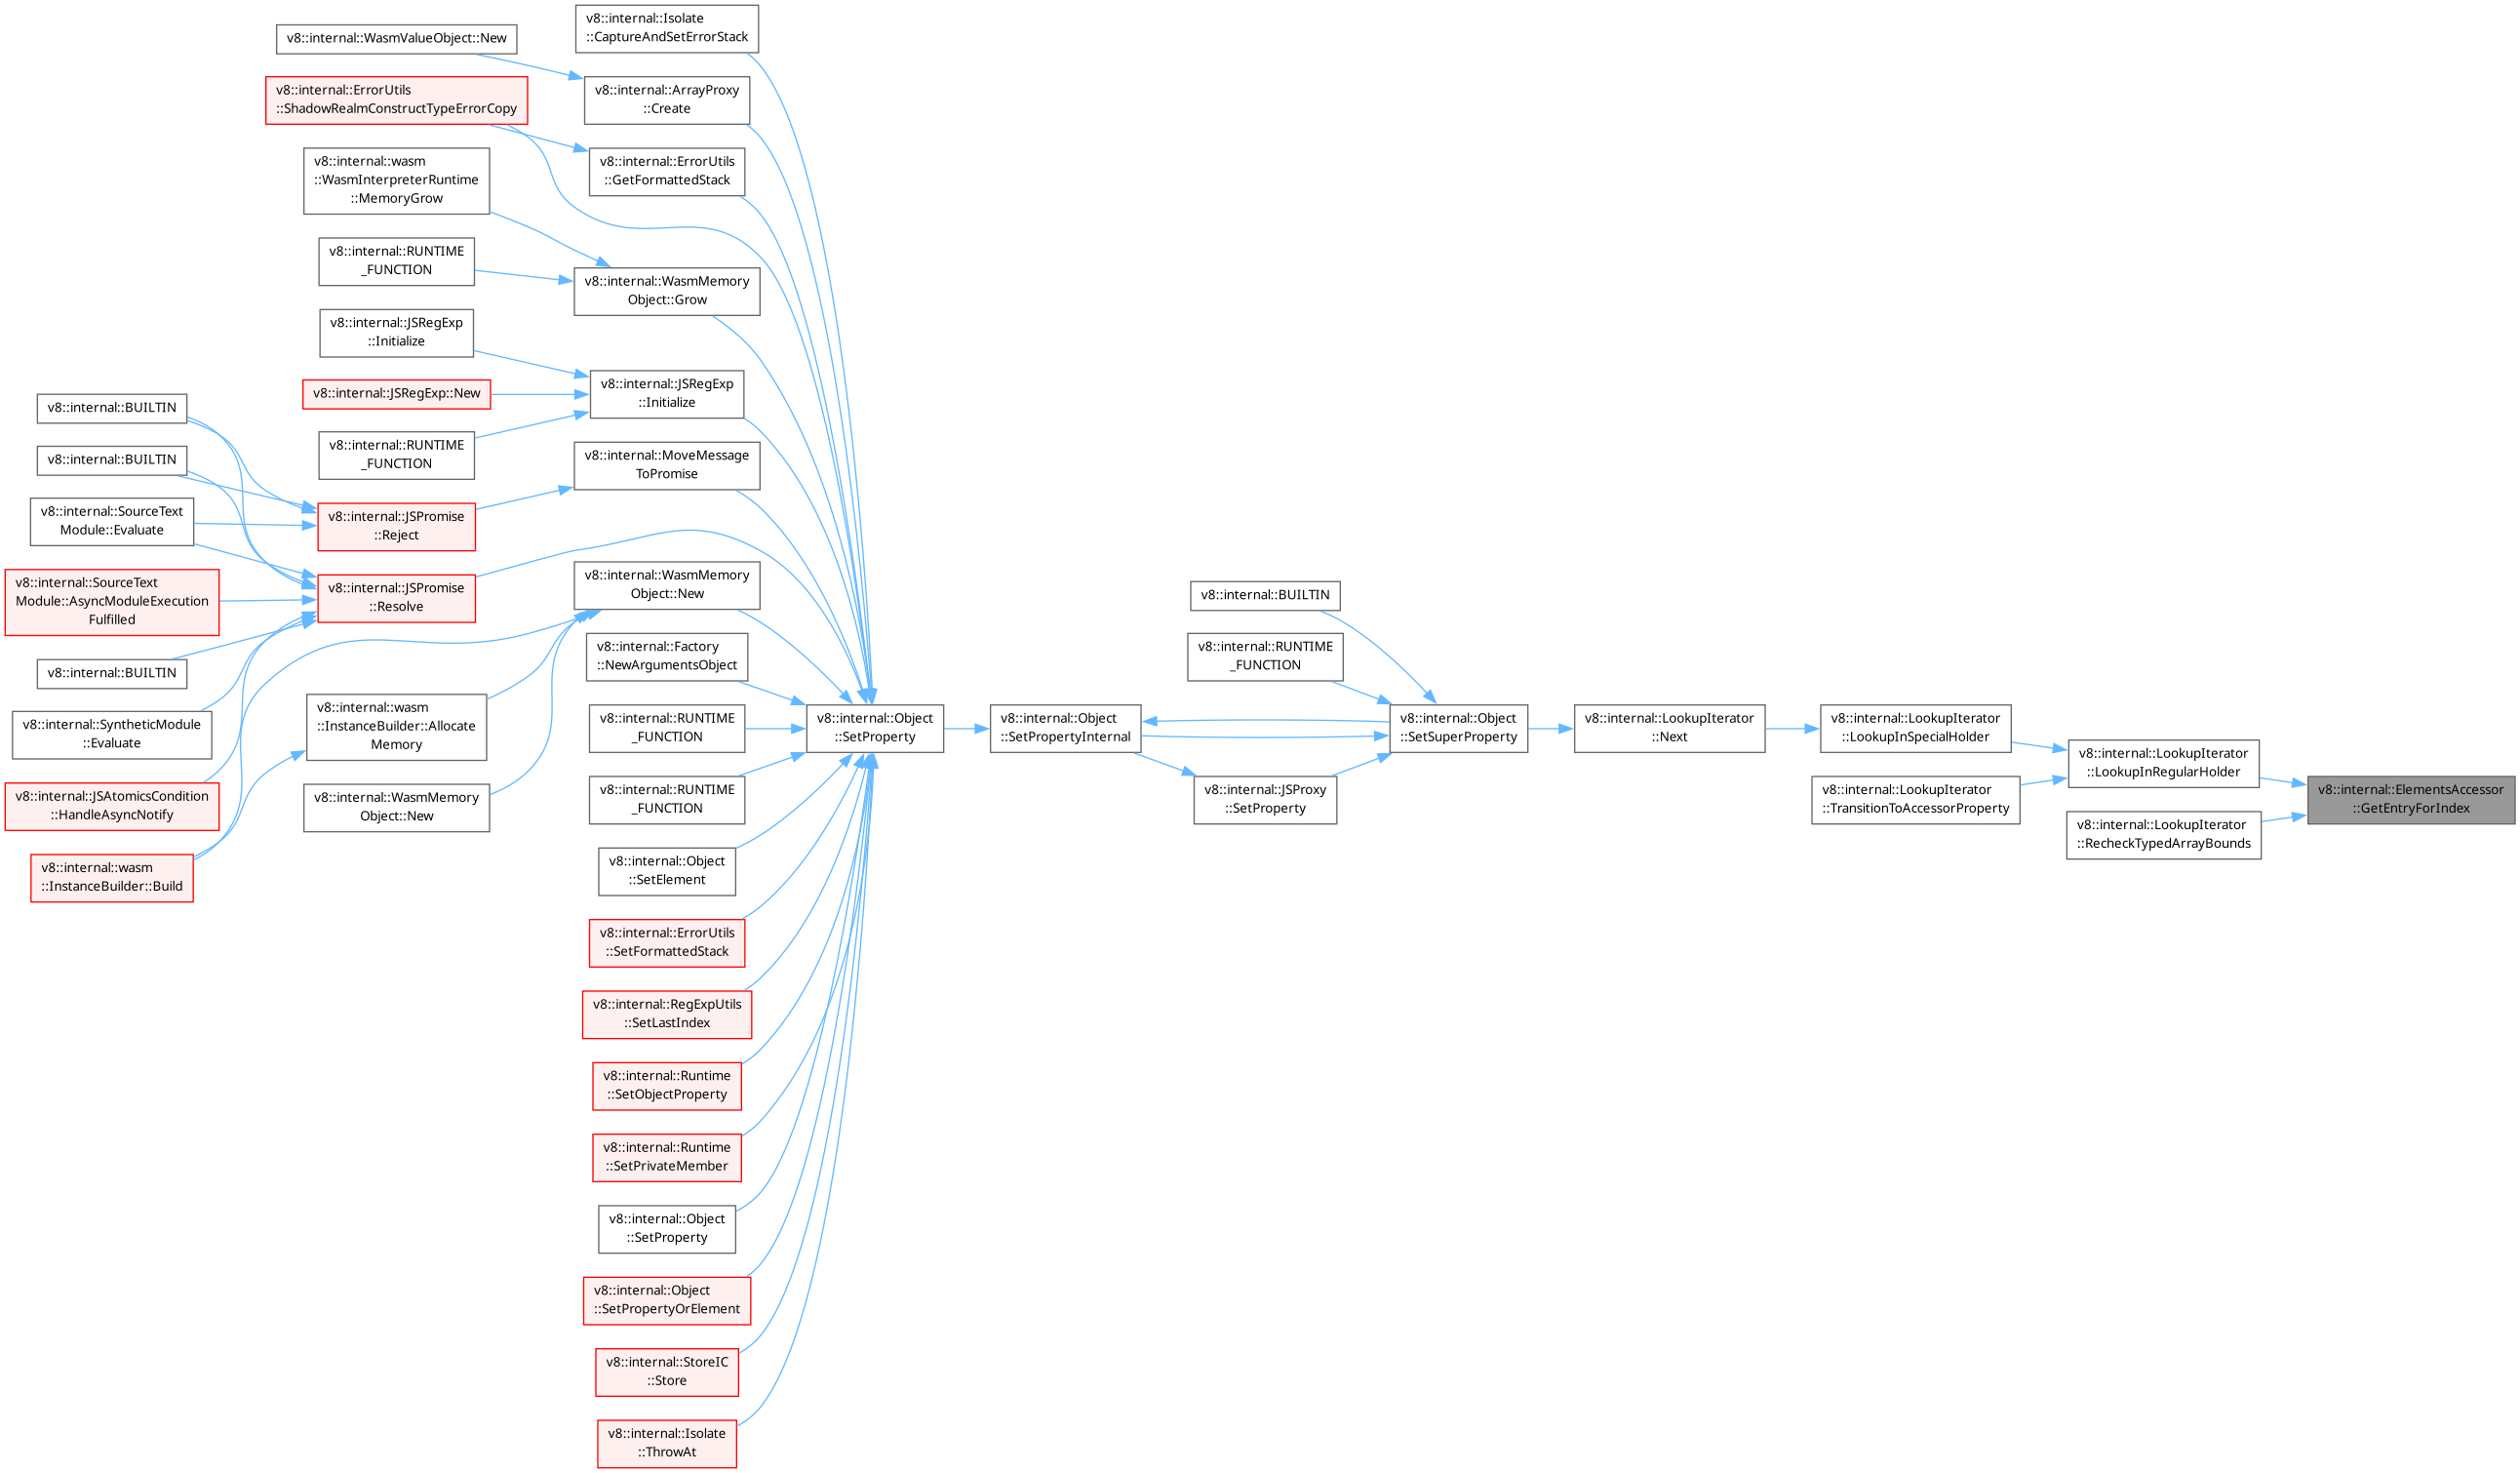 v8::internal::BUILTIN
v8::internal::BUILTIN
v8::internal::SourceText
Module::Evaluate
v8::internal::SourceText
Module::AsyncModuleExecution
Fulfilled
v8::internal::BUILTIN
v8::internal::SyntheticModule
::Evaluate
v8::internal::JSAtomicsCondition
::HandleAsyncNotify
v8::internal::wasm
::InstanceBuilder::Build
v8::internal::WasmValueObject::New
v8::internal::ErrorUtils
::ShadowRealmConstructTypeErrorCopy
v8::internal::wasm
::WasmInterpreterRuntime
::MemoryGrow
v8::internal::RUNTIME
_FUNCTION
v8::internal::JSRegExp
::Initialize
v8::internal::JSRegExp::New
v8::internal::RUNTIME
_FUNCTION
v8::internal::JSPromise
::Reject
v8::internal::JSPromise
::Resolve
v8::internal::wasm
::InstanceBuilder::Allocate
Memory
v8::internal::WasmMemory
Object::New
v8::internal::Isolate
::CaptureAndSetErrorStack
v8::internal::ArrayProxy
::Create
v8::internal::ErrorUtils
::GetFormattedStack
v8::internal::WasmMemory
Object::Grow
v8::internal::JSRegExp
::Initialize
v8::internal::MoveMessage
ToPromise
v8::internal::WasmMemory
Object::New
v8::internal::Factory
::NewArgumentsObject
v8::internal::RUNTIME
_FUNCTION
v8::internal::RUNTIME
_FUNCTION
v8::internal::Object
::SetElement
v8::internal::ErrorUtils
::SetFormattedStack
v8::internal::RegExpUtils
::SetLastIndex
v8::internal::Runtime
::SetObjectProperty
v8::internal::Runtime
::SetPrivateMember
v8::internal::Object
::SetProperty
v8::internal::Object
::SetPropertyOrElement
v8::internal::StoreIC
::Store
v8::internal::Isolate
::ThrowAt
v8::internal::Object
::SetProperty
v8::internal::Object
::SetPropertyInternal
v8::internal::BUILTIN
v8::internal::RUNTIME
_FUNCTION
v8::internal::JSProxy
::SetProperty
v8::internal::Object
::SetSuperProperty
v8::internal::LookupIterator
::Next
v8::internal::LookupIterator
::LookupInSpecialHolder
v8::internal::LookupIterator
::TransitionToAccessorProperty
v8::internal::LookupIterator
::LookupInRegularHolder
v8::internal::LookupIterator
::RecheckTypedArrayBounds
v8::internal::ElementsAccessor
::GetEntryForIndex